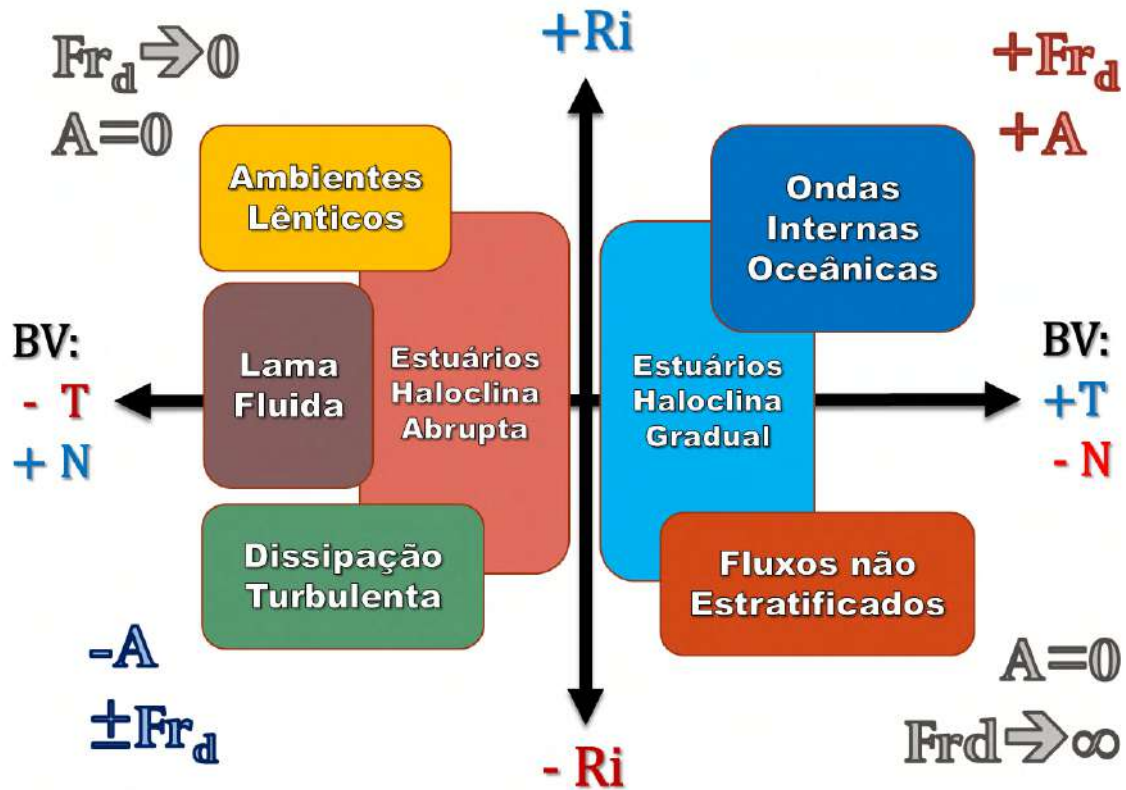 Frd→0
A=0
+Ri
+Frd
+A
Ambientes
Lênticos
Ondas
Internas
Oceânicas
BV:
- T
+ N
Lama
Fluida
Estuários
Haloclina
Abrupta
Estuários
Haloclina
Gradual
BV:
+T
- N
Dissipação
Turbulenta
Fluxos não
Estratificados
-A
±Frd
- Ri
A=0
Frd→∞